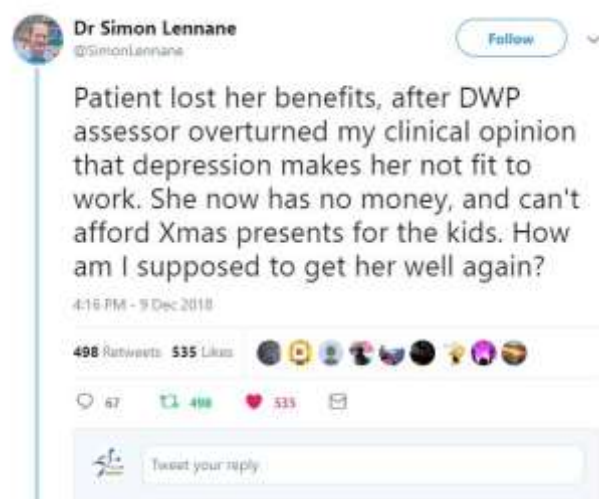 Dr Simon Lennane
@SimonLennane
Follow
Patient lost her benefits, after DWP
assessor overturned my clinical opinion
that depression makes her not fit to
work. She now has no money, and can't
afford Xmas presents for the kids. How
am I supposed to get her well again?
4:16 PM - 9 Dec 2018
498 Retweets 535 Likes
67 498 535
Tweet your reply